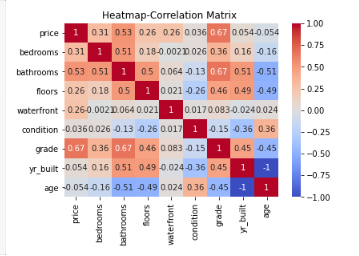 Heatmap-Correlation Matrix
price 1 0.31 0.53 0.26 0.26 0.036 0.67 0.054 -0.054
bedrooms 0.31 1 0.51 0.18 -0.0021 0.026 0.36 0.16 -0.16
bathrooms 0.53 0.51 1 0.5 0.064 -0.13 0.67 0.51 -0.51
floors 0.26 0.18 0.5 1 0.021 -0.26 0.46 0.49 -0.49
waterfront 0.26 -0.0021 0.064 0.021 1 0.017 0.083 -0.024 0.024
condition 0.036 0.026 -0.13 -0.26 0.017 1 -0.15 -0.36 0.36
grade 0.67 0.36 0.67 0.46 0.083 -0.15 1 0.45 -0.45
yr_built 0.054 0.16 0.51 0.49 -0.024 -0.36 0.45 1 -1
age -0.054 -0.16 -0.51 -0.49 0.024 0.36 -0.45 -1 1
price bedrooms bathrooms floors waterfront condition grade yr_built age
1.00
0.75
0.50
0.25
0.00
−0.25
−0.50
−0.75
−1.00